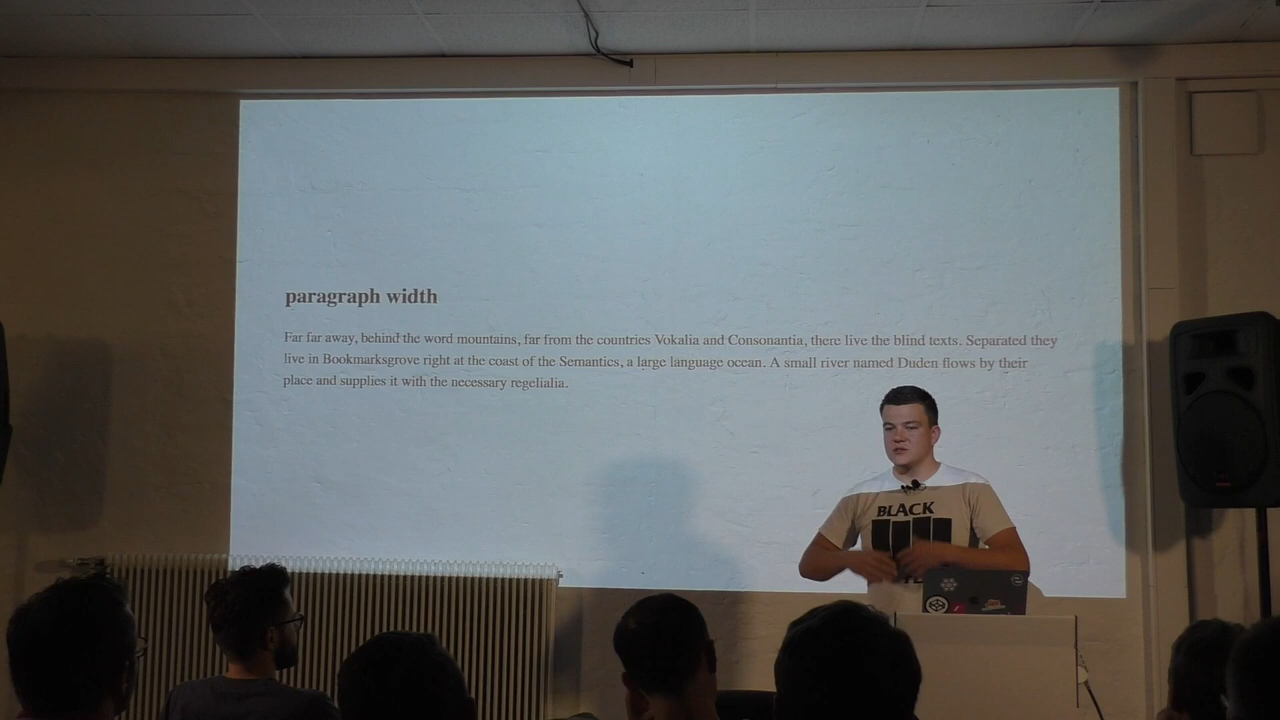 paragraph width
Far far away, behind the word mountains, far from the countries Vokalia and Consonantia, there live the blind texts. Separated they
live in Bookmarksgrove right at the coast of the Semantics, a large language ocean. A small river named Duden flows by their
place and supplies it with the necessary regelialia.
BLACK